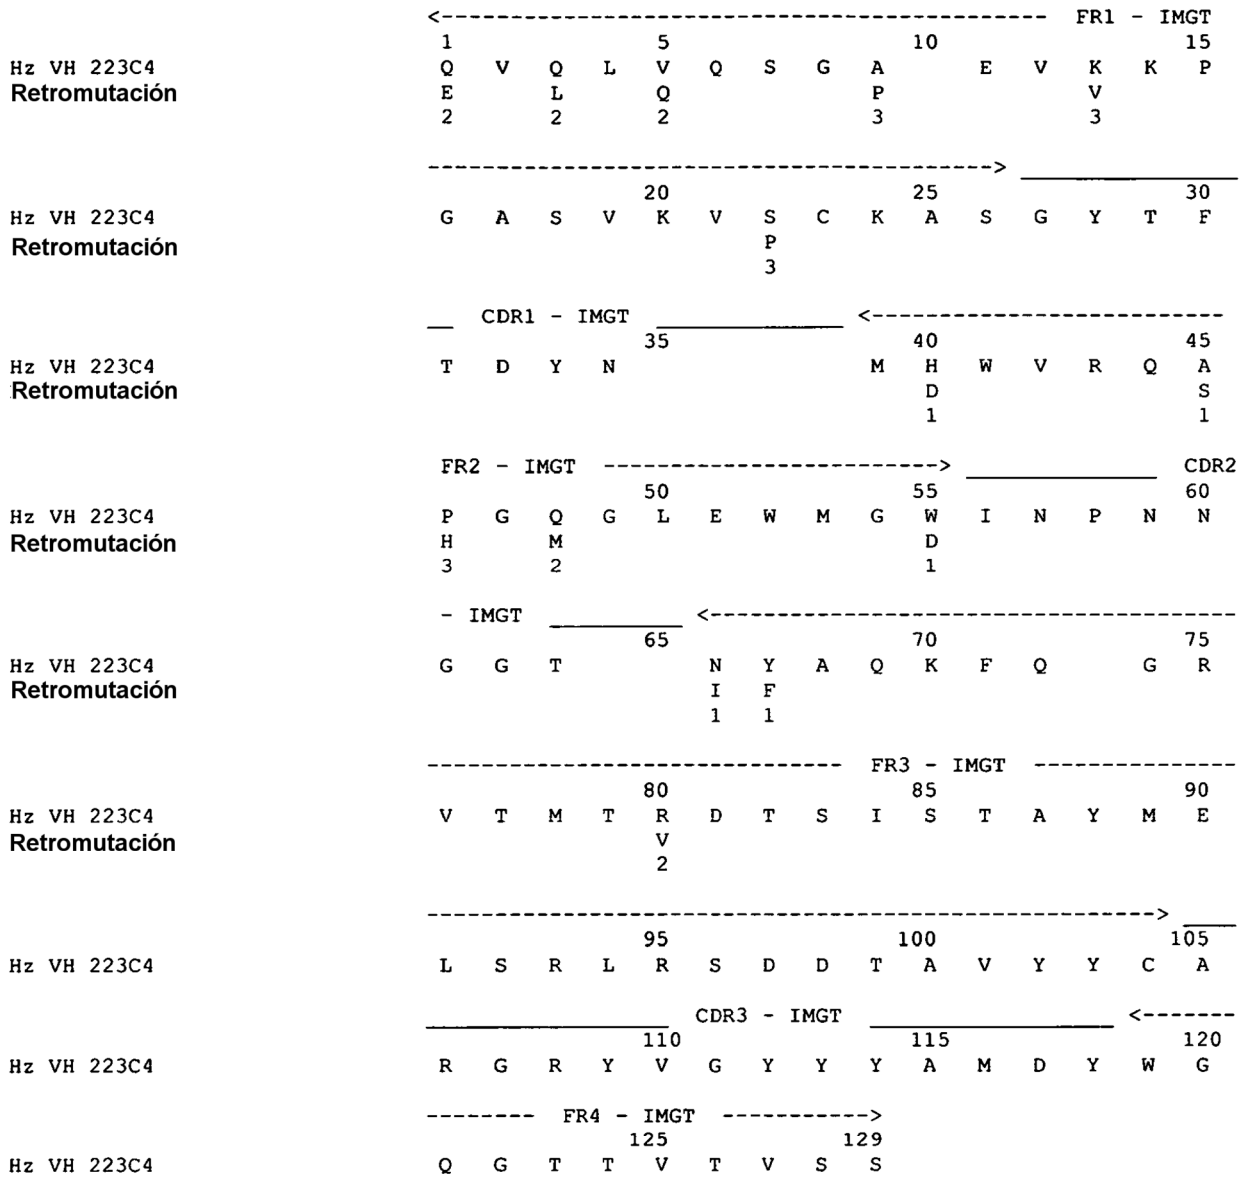 <---------------------------------------------- FR1 - IMGT
1 5 10 15
Hz VH 223C4 Q V Q L V Q S G A E V K K P
Retromutación E L Q P V
2 2 2 3 3
------------------------------------------>
20 25 30
Hz VH 223C4 G A S V K V S C K A S G Y T F
Retromutación P
3
CDR1 - IMGT <--------------------------
35 40 45
Hz VH 223C4 T D Y N M H W V R Q A
Retromutación D S
1 1
FR2 - IMGT -------------------------> CDR2
50 55 60
Hz VH 223C4 P G Q G L E W M G W I N P N N
Retromutación H M D
3 2 1
- IMGT <---------------------------------------
65 70 75
Hz VH 223C4 G G T N Y A Q K F Q G R
Retromutación I F
1 1
------------------------------- FR3 - IMGT ---------------
80 85 90
Hz VH 223C4 V T M T R D T S I S T A Y M E
Retromutación V
2
------------------------------------------------------>
95 100 105
Hz VH 223C4 L S R L R S D D T A V Y Y C A
CDR3 - IMGT <-------
110 115 120
Hz VH 223C4 R G R Y V G Y Y Y A M D Y W G
-------- FR4 - IMGT ----------->
125 129
Hz VH 223C4 Q G T T V T V S S